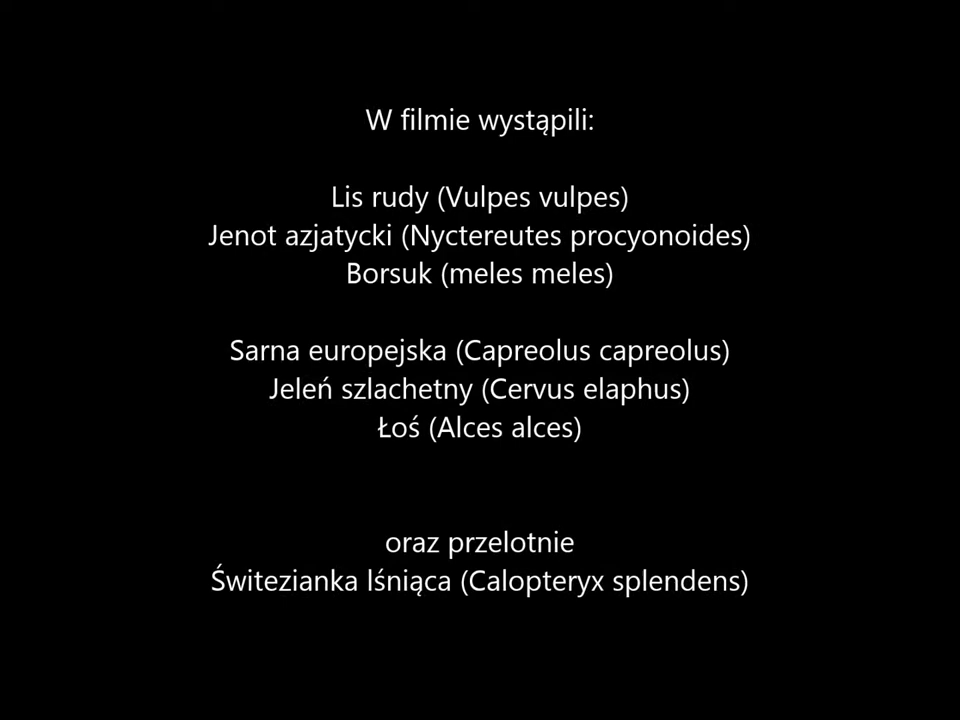 W filmie wystąpili:
Lis rudy (Vulpes vulpes)
Jenot azjatycki (Nyctereutes procyonoides)
Borsuk (meles meles)
Sarna europejska (Capreolus capreolus)
Jeleń szlachetny (Cervus elaphus)
Łoś (Alces alces)
oraz przelotnie
Świtezianka lśniąca (Calopteryx splendens)